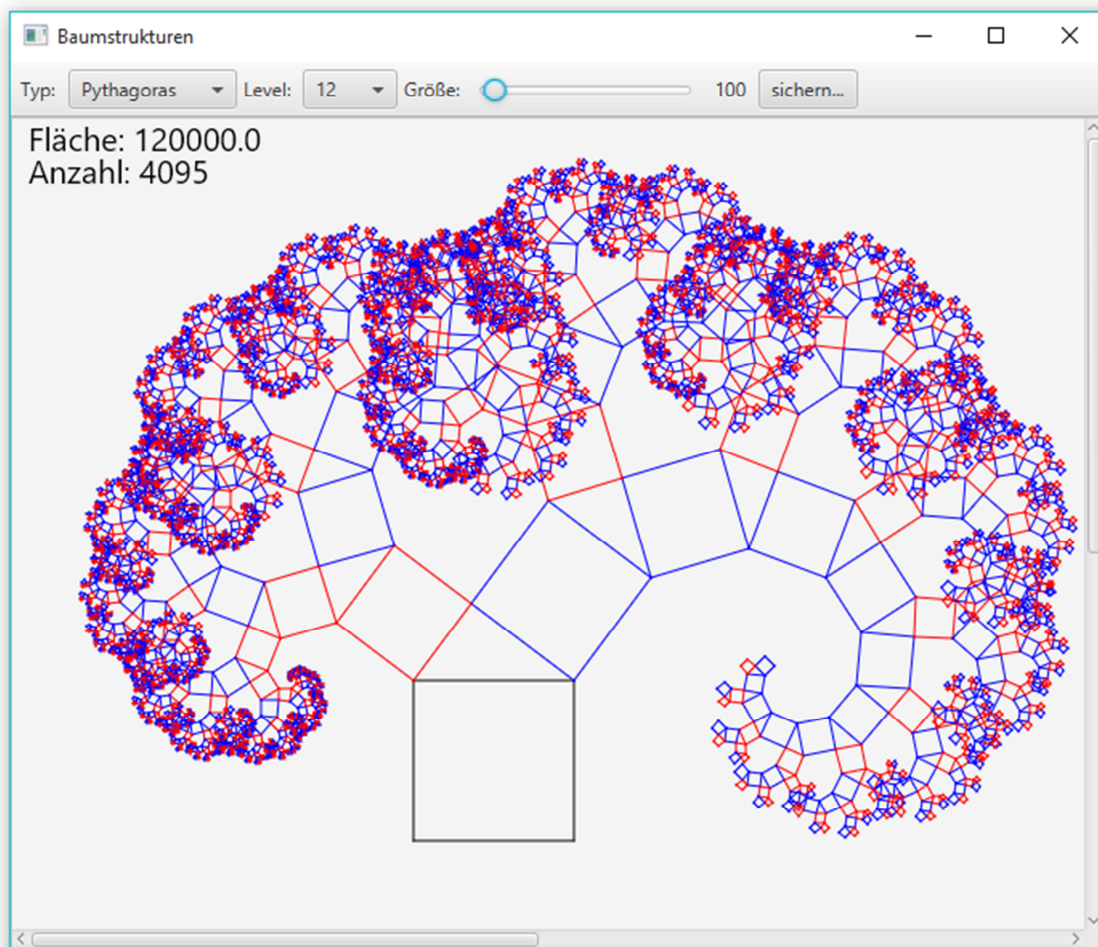 Baumstrukturen
Typ: Pythagoras Level: 12 Größe: 100 sichern...
Fläche: 120000.0
Anzahl: 4095